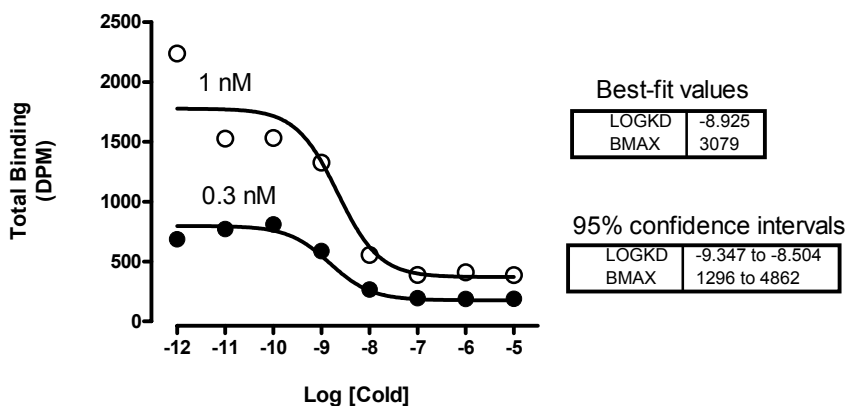 2500
2000
1500
1000
500
0
Total Binding
(DPM)
1 nM
0.3 nM
-12 -11 -10 -9 -8 -7 -6 -5
Log [Cold]
Best-fit values
LOGKD -8.925
BMAX 3079
95% confidence intervals
LOGKD -9.347 to -8.504
BMAX 1296 to 4862